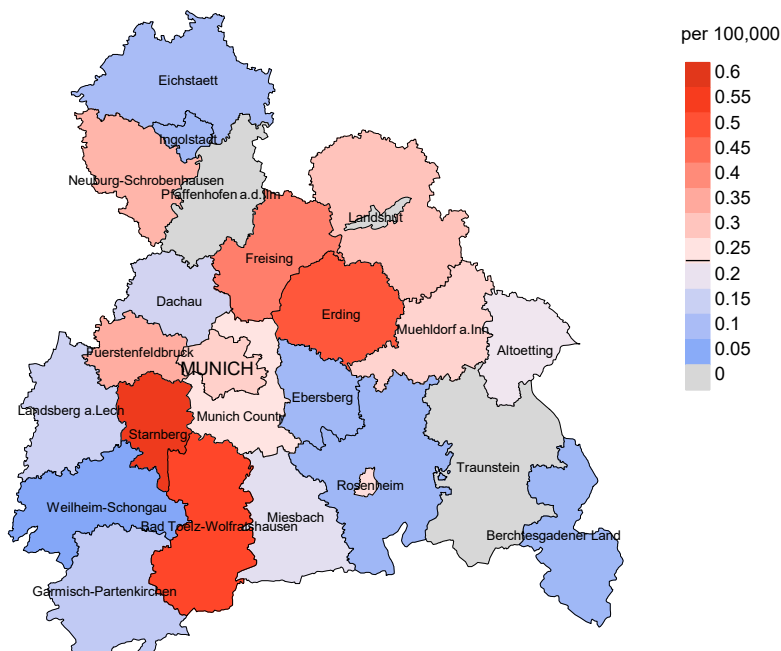 per 100,000
0.6
0.55
0.5
0.45
0.4
0.35
0.3
0.25
0.2
0.15
0.1
0.05
0
Eichstaett
Ingolstadt
Neuburg-Schrobenhausen
Pfaffenhofen a.d.Ilm
Landshut
Freising
Dachau
Erding
Muehldorf a.Inn
Altoetting
Fuerstenfeldbruck
MUNICH
Ebersberg
Landsberg a.Lech
Munich County
Starnberg
Traunstein
Rosenheim
Weilheim-Schongau
Miesbach
Bad Toelz-Wolfratshausen
Berchtesgadener Land
Garmisch-Partenkirchen